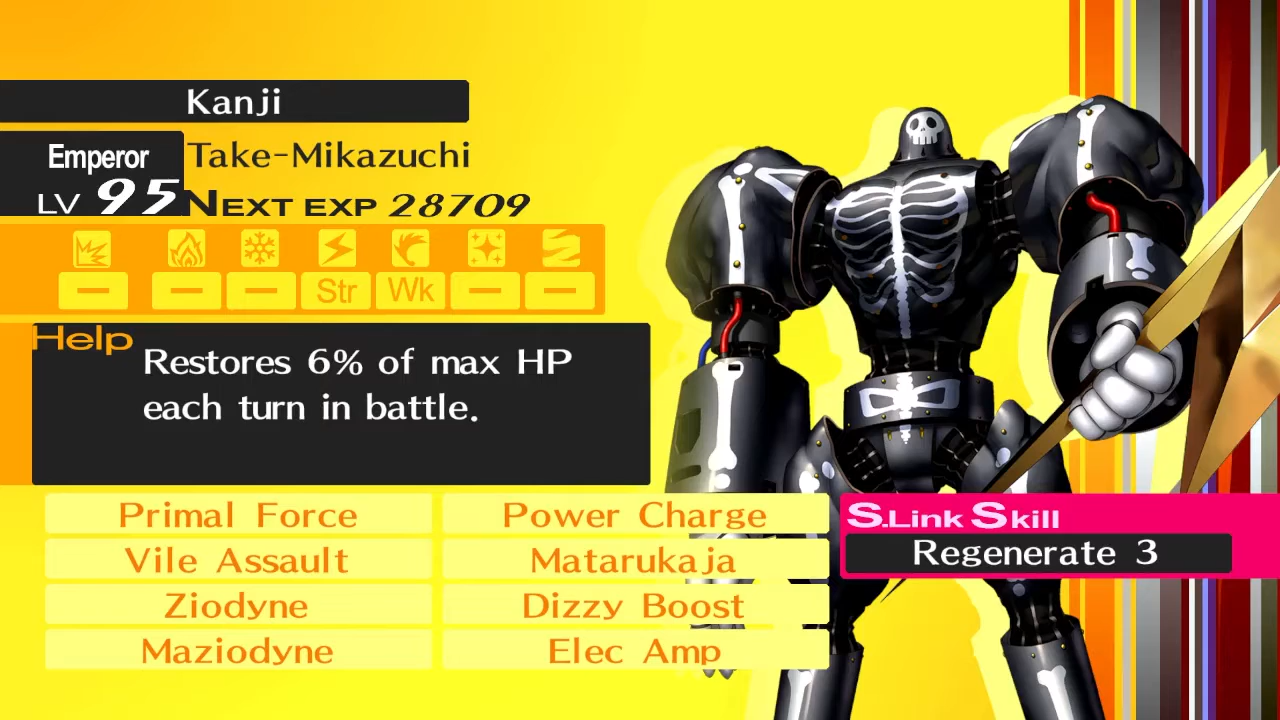 Kanji
Emperor
Take-Mikazuchi
LV 95
NEXT EXP 28709
— — — Str Wk — —
Help
Restores 6% of max HP
each turn in battle.
Primal Force
Power Charge
Vile Assault
Matarukaja
Ziodyne
Dizzy Boost
Maziodyne
Elec Amp
S.Link Skill
Regenerate 3